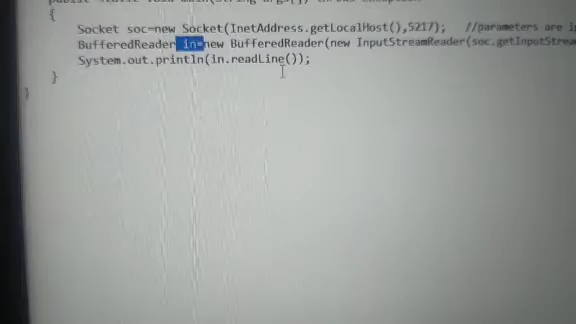 {
Socket soc=new Socket(InetAddress.getLocalHost(),5217); //parameters are i
BufferedReader in=new BufferedReader(new InputStreamReader(soc.getInputStrea
System.out.println(in.readLine());
}
}